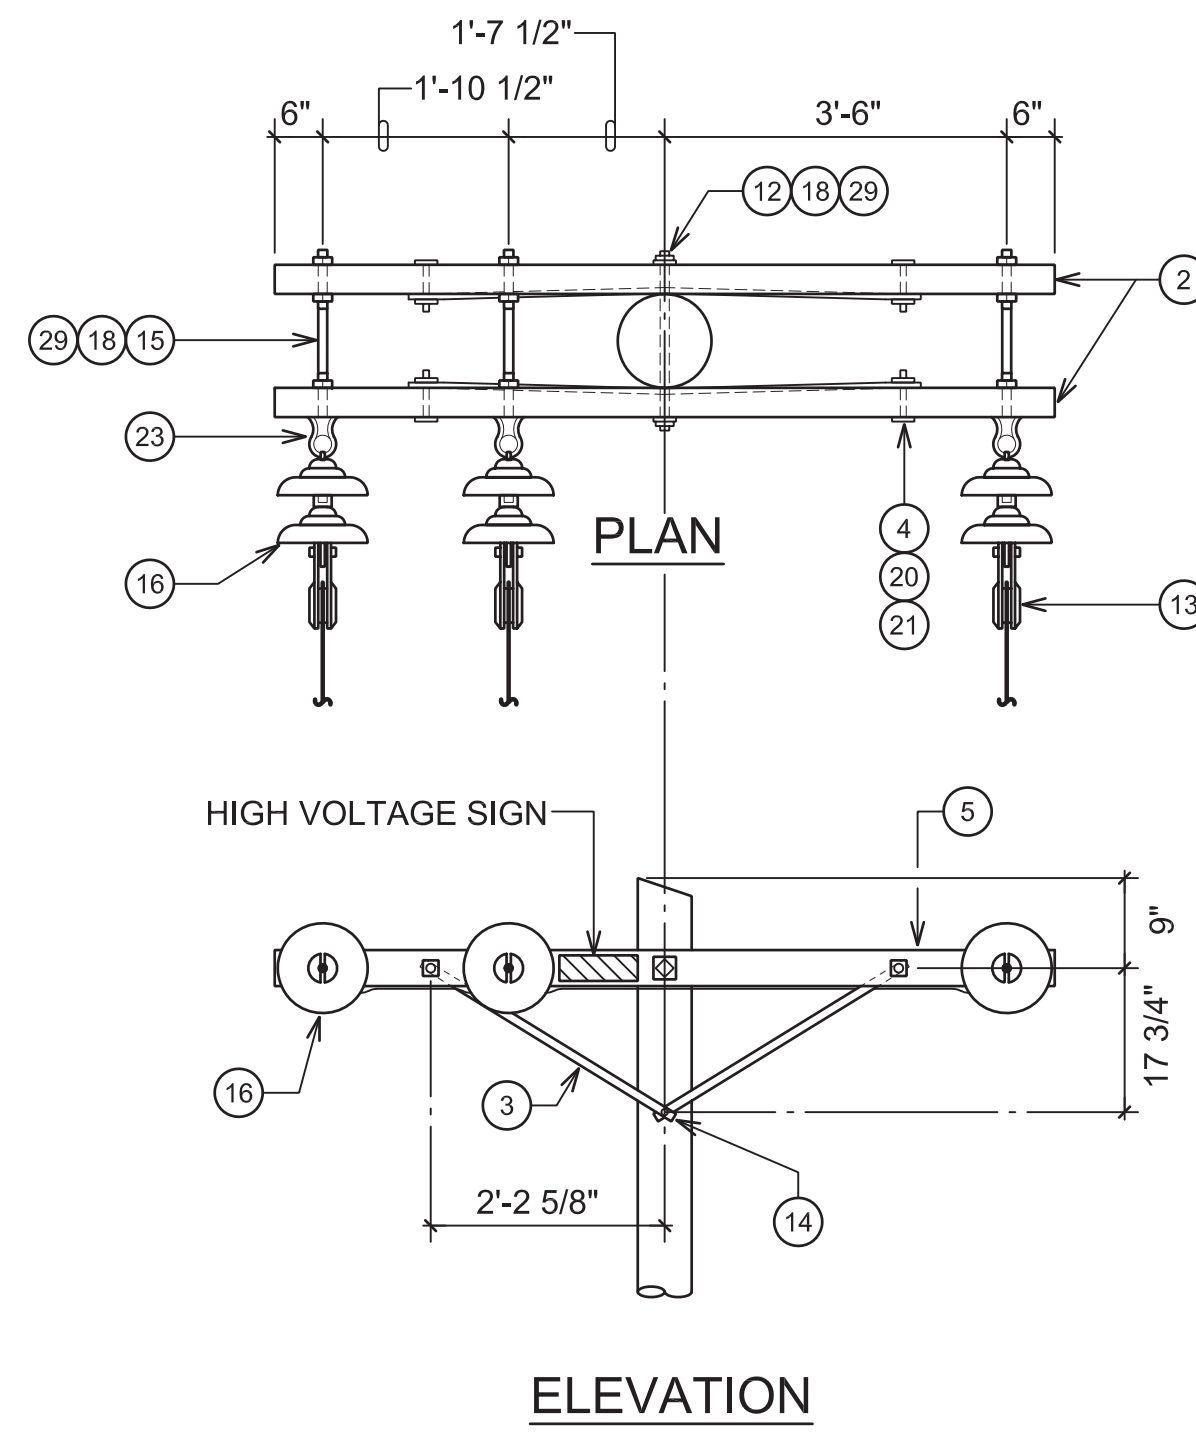 1'-7 1/2"
1'-10 1/2"
6" 3'-6" 6"
12 18 29
2
29 18 15
23
PLAN
4
16
20
13
21
HIGH VOLTAGE SIGN
5
9"
17 3/4"
16
3
2'-2 5/8"
14
ELEVATION